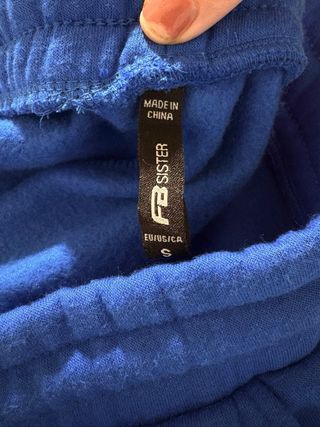 MADE IN
CHINA
FB SISTER
EU/US/CA
S